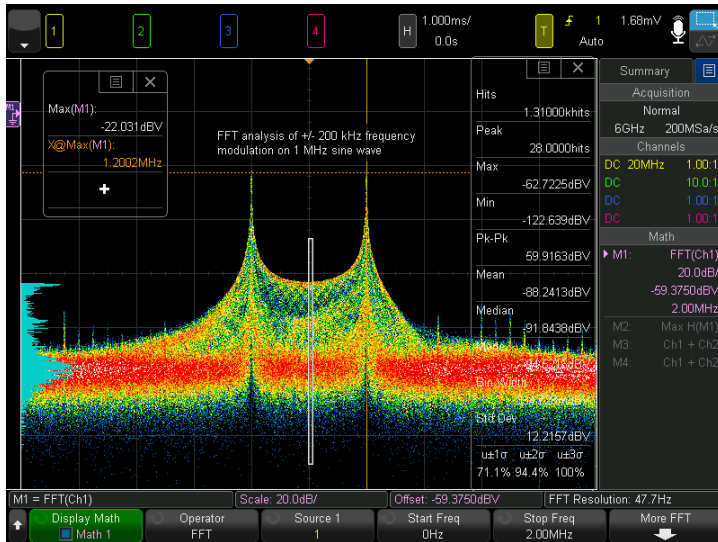 1
2
3
4
H
1.000ms/
0.0s
T
1
1.68mV
Auto
M1
Max(M1):
-22.031dBV
X@Max(M1):
1.2002MHz
FFT analysis of +/- 200 kHz frequency
modulation on 1 MHz sine wave
Hits
1.31000khits
Peak
28.0000hits
Max
-62.7225dBV
Min
-122.639dBV
Pk-Pk
59.9163dBV
Mean
-88.2413dBV
Median
-91.8438dBV
Bin Width
Std Dev
12.2157dBV
u±1σ u±2σ u±3σ
71.1% 94.4% 100%
Summary
Acquisition
Normal
6GHz 200MSa/s
Channels
DC 20MHz 1.00:1
DC 10.0:1
DC 1.00:1
DC 1.00:1
Math
M1: FFT(Ch1)
20.0dB/
-59.3750dBV
2.00MHz
M2: Max H(M1)
M3: Ch1 + Ch2
M4: Ch1 + Ch2
M1 = FFT(Ch1)
Scale: 20.0dB/
Offset: -59.3750dBV
FFT Resolution: 47.7Hz
Display Math
Math 1
Operator
FFT
Source 1
1
Start Freq
0Hz
Stop Freq
2.00MHz
More FFT